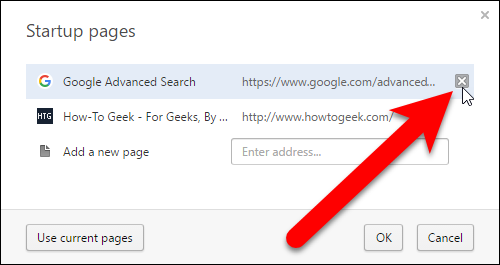 Startup pages
Google Advanced Search https://www.google.com/advanced...
HTG How-To Geek - For Geeks, By ... http://www.howtogeek.com/
Add a new page Enter address...
Use current pages OK Cancel